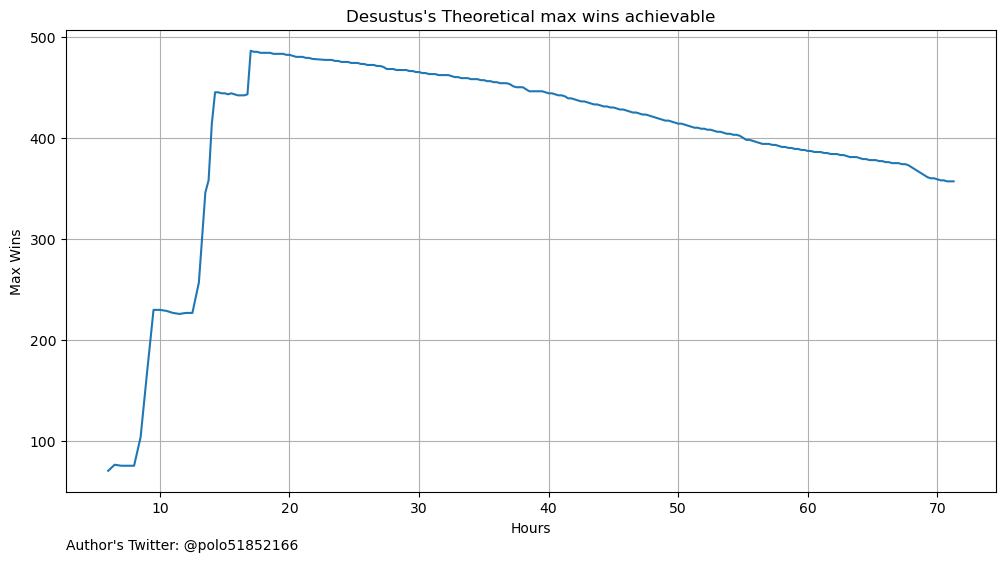 Desustus's Theoretical max wins achievable
500
400
300
200
100
Max Wins
10 20 30 40 50 60 70
Hours
Author's Twitter: @polo51852166